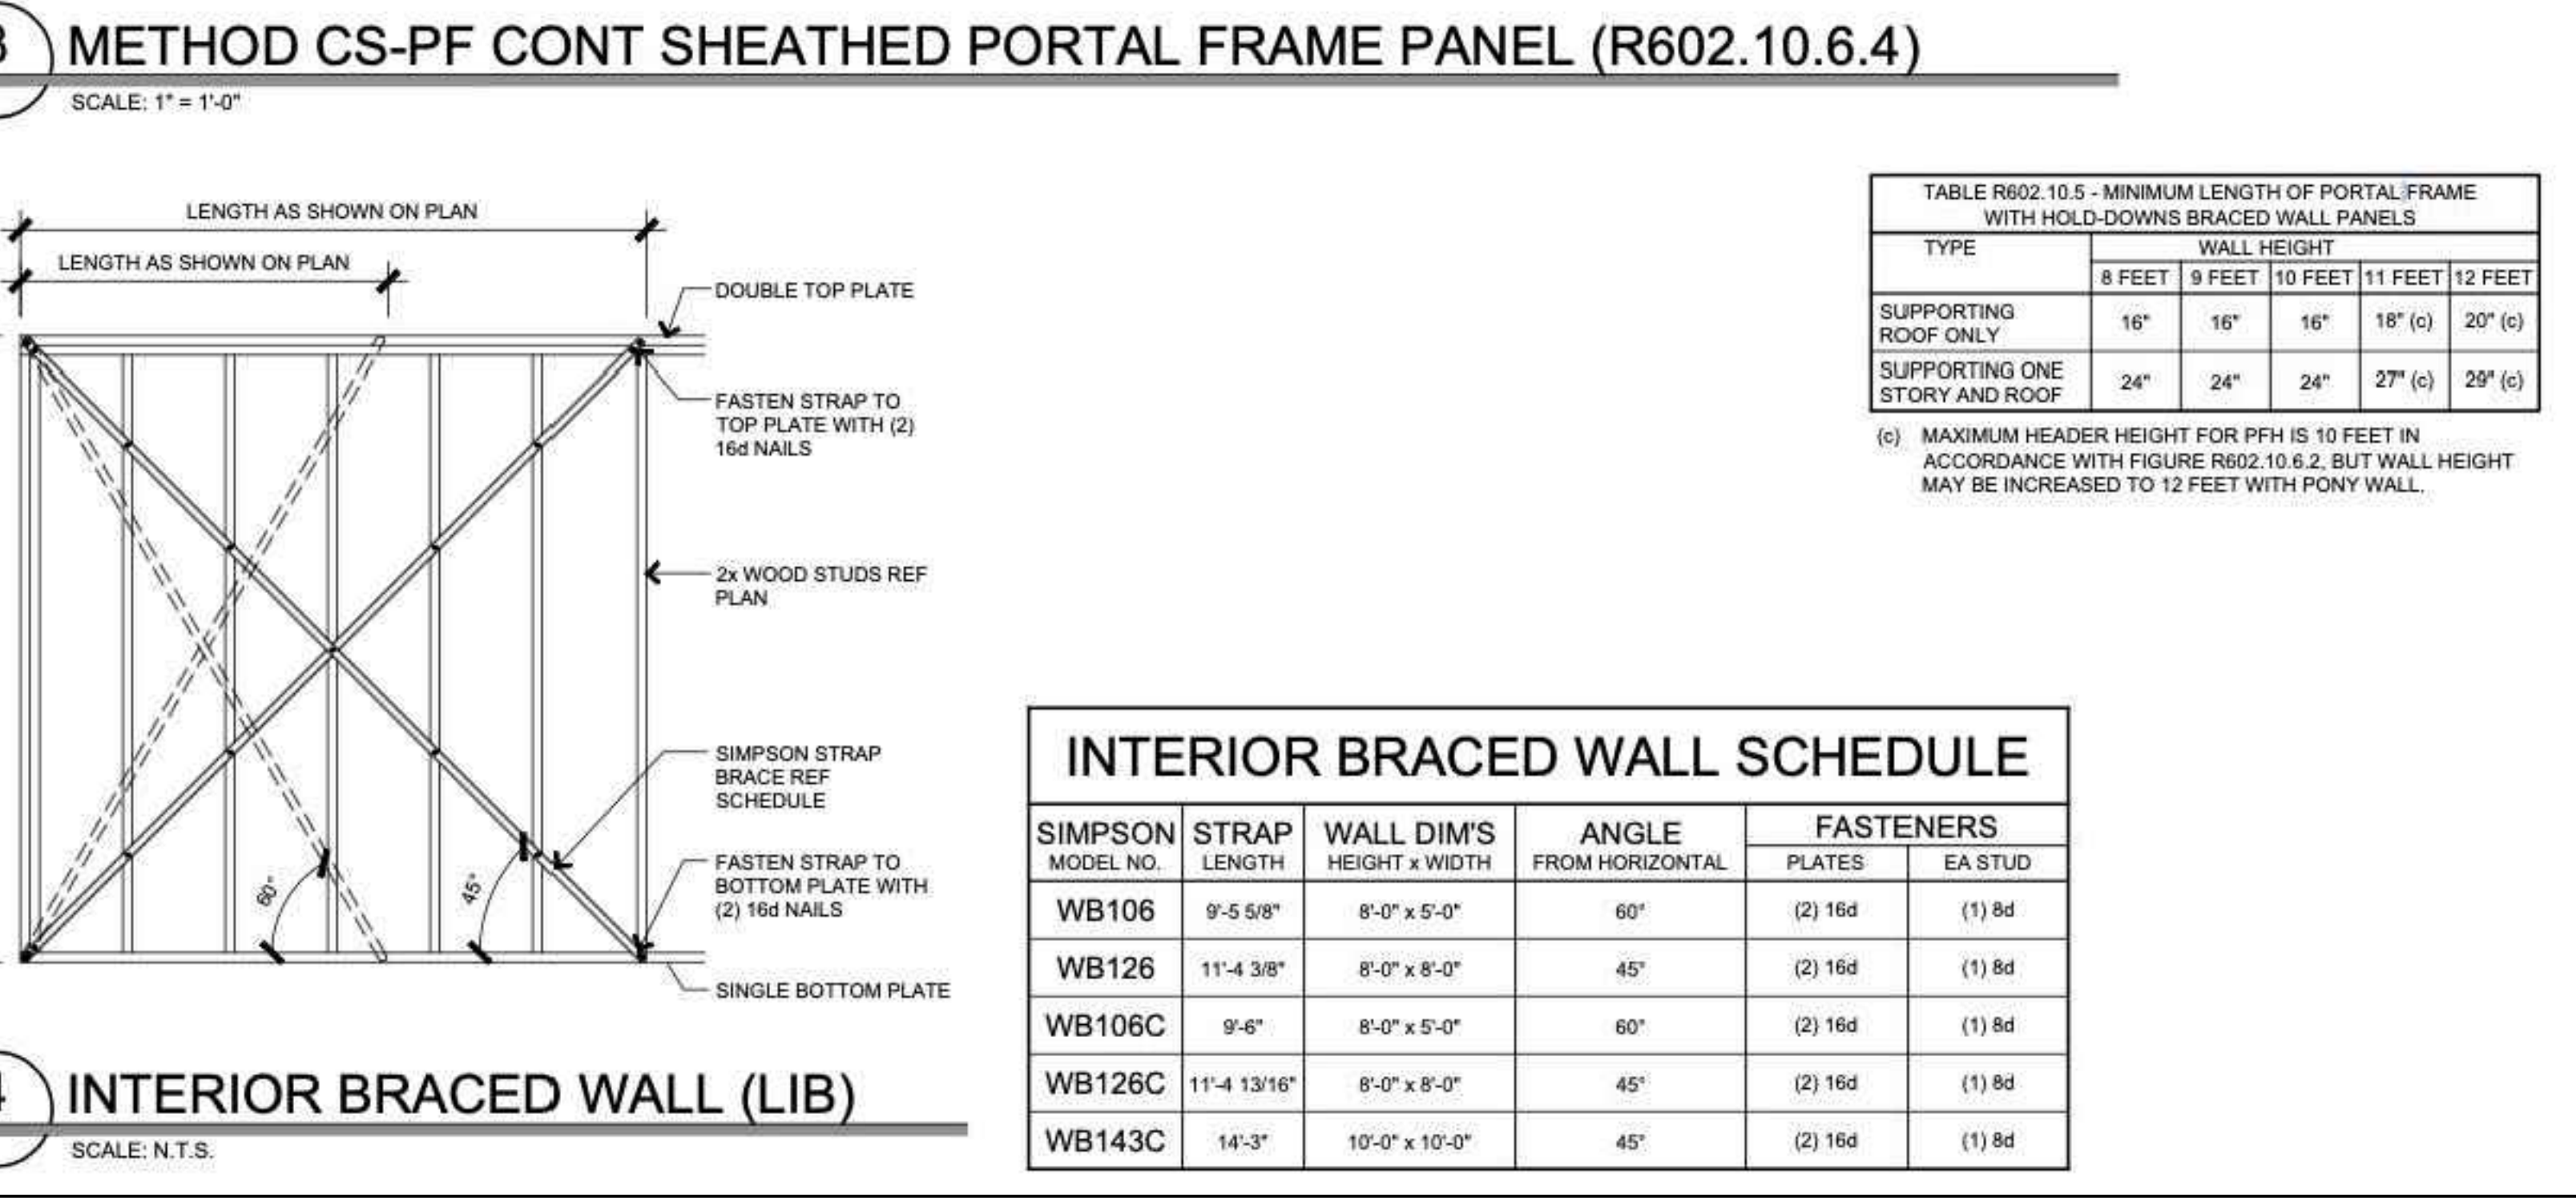 3
METHOD CS-PF CONT SHEATHED PORTAL FRAME PANEL (R602.10.6.4)
SCALE: 1" = 1'-0"
LENGTH AS SHOWN ON PLAN
LENGTH AS SHOWN ON PLAN
DOUBLE TOP PLATE
FASTEN STRAP TO
TOP PLATE WITH (2)
16d NAILS
2x WOOD STUDS REF
PLAN
SIMPSON STRAP
BRACE REF
SCHEDULE
FASTEN STRAP TO
BOTTOM PLATE WITH
(2) 16d NAILS
60°
45°
SINGLE BOTTOM PLATE
4
INTERIOR BRACED WALL (LIB)
SCALE: N.T.S.
TABLE R602.10.5 - MINIMUM LENGTH OF PORTAL FRAME
WITH HOLD-DOWNS BRACED WALL PANELS
TYPE WALL HEIGHT
8 FEET 9 FEET 10 FEET 11 FEET 12 FEET
SUPPORTING
ROOF ONLY
16" 16" 16" 18" (c) 20" (c)
SUPPORTING ONE
STORY AND ROOF
24" 24" 24" 27" (c) 29" (c)
(c) MAXIMUM HEADER HEIGHT FOR PFH IS 10 FEET IN
ACCORDANCE WITH FIGURE R602.10.6.2, BUT WALL HEIGHT
MAY BE INCREASED TO 12 FEET WITH PONY WALL.
INTERIOR BRACED WALL SCHEDULE
SIMPSON STRAP WALL DIM'S ANGLE FASTENERS
MODEL NO. LENGTH HEIGHT x WIDTH FROM HORIZONTAL PLATES EA STUD
WB106 9'-5 5/8" 8'-0" x 5'-0" 60° (2) 16d (1) 8d
WB126 11'-4 3/8" 8'-0" x 8'-0" 45° (2) 16d (1) 8d
WB106C 9'-6" 8'-0" x 5'-0" 60° (2) 16d (1) 8d
WB126C 11'-4 13/16" 8'-0" x 8'-0" 45° (2) 16d (1) 8d
WB143C 14'-3" 10'-0" x 10'-0" 45° (2) 16d (1) 8d